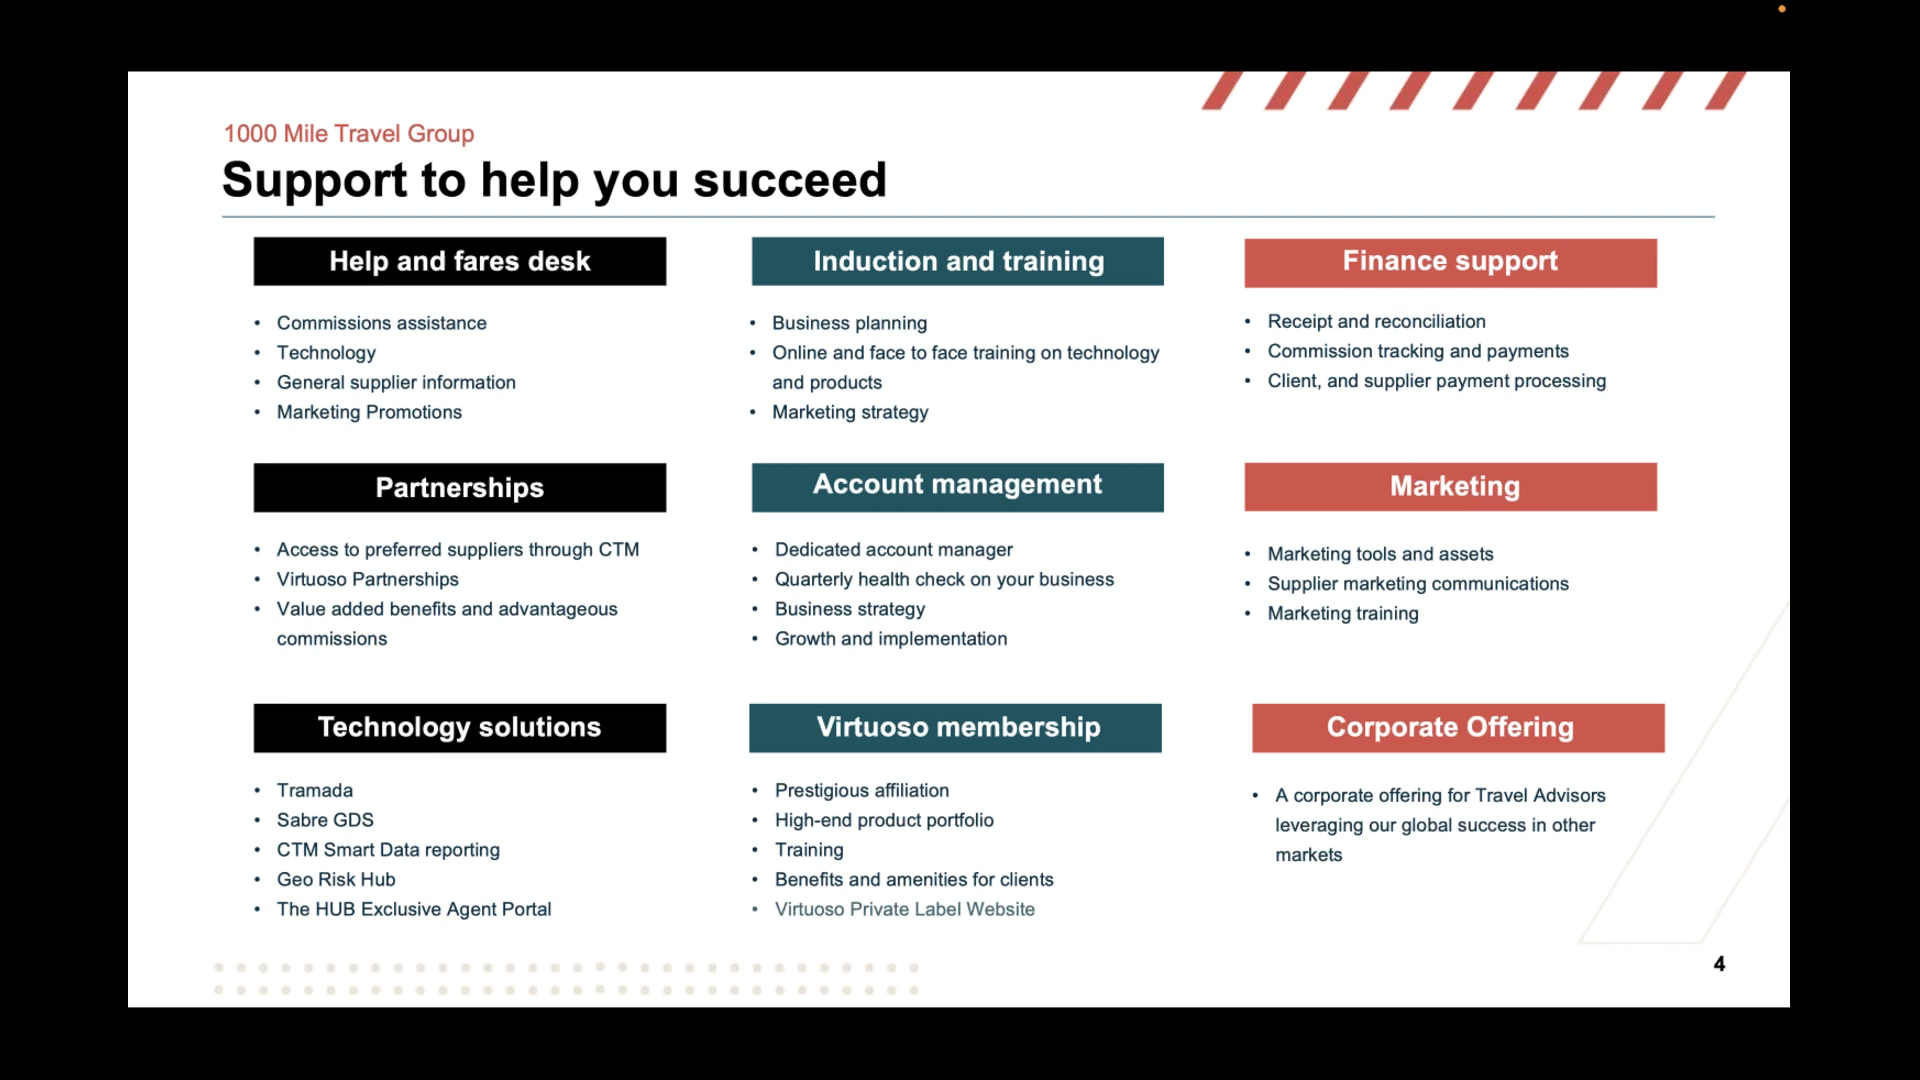 1000 Mile Travel Group
Support to help you succeed
Help and fares desk
• Commissions assistance
• Technology
• General supplier information
• Marketing Promotions
Induction and training
• Business planning
• Online and face to face training on technology
and products
• Marketing strategy
Finance support
• Receipt and reconciliation
• Commission tracking and payments
• Client, and supplier payment processing
Partnerships
• Access to preferred suppliers through CTM
• Virtuoso Partnerships
• Value added benefits and advantageous
commissions
Account management
• Dedicated account manager
• Quarterly health check on your business
• Business strategy
• Growth and implementation
Marketing
• Marketing tools and assets
• Supplier marketing communications
• Marketing training
Technology solutions
• Tramada
• Sabre GDS
• CTM Smart Data reporting
• Geo Risk Hub
• The HUB Exclusive Agent Portal
Virtuoso membership
• Prestigious affiliation
• High-end product portfolio
• Training
• Benefits and amenities for clients
• Virtuoso Private Label Website
Corporate Offering
• A corporate offering for Travel Advisors
leveraging our global success in other
markets
4